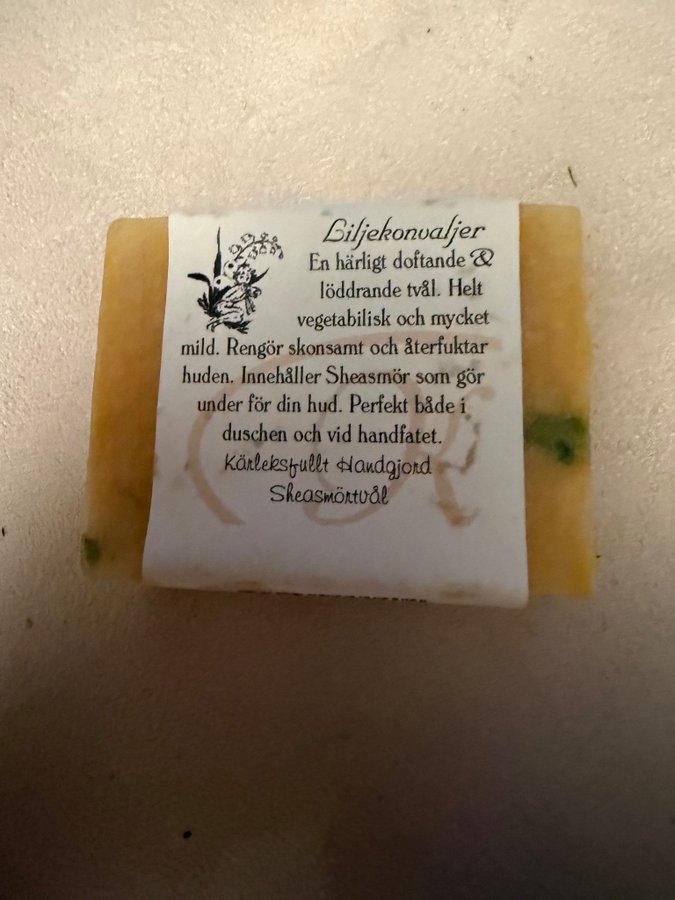 Liljekonvaljer
En härligt doftande &
löddrande tvål. Helt
vegetabilisk och mycket
mild. Rengör skonsamt och återfuktar
huden. Innehåller Sheasmör som gör
under för din hud. Perfekt både i
duschen och vid handfatet.
Kärleksfullt Handgjord
Sheasmörtvål